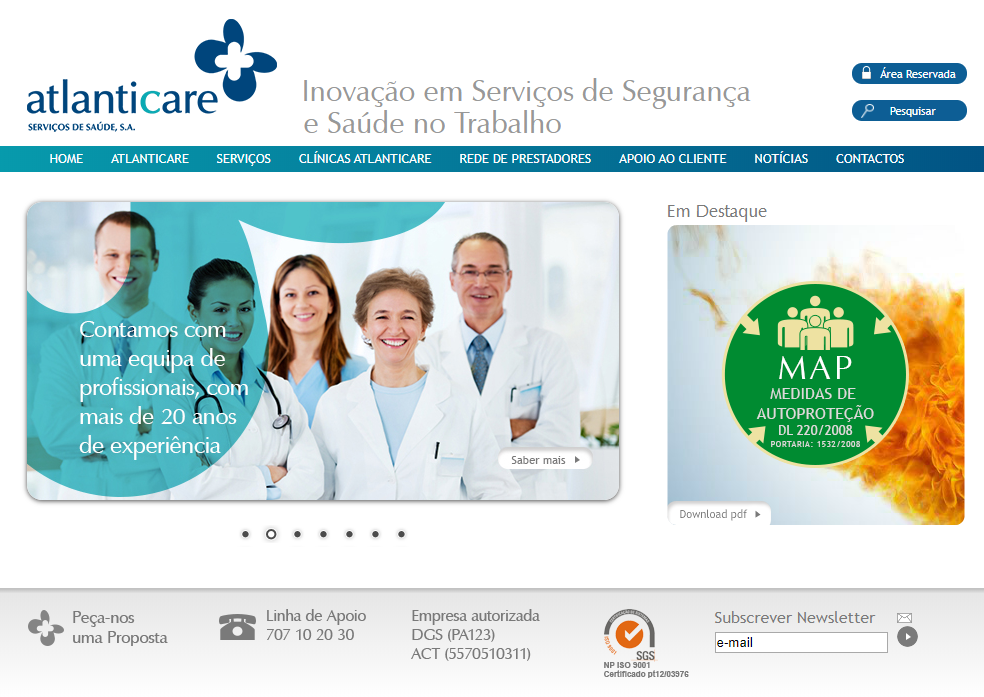 atlanticare
SERVIÇOS DE SAÚDE, S.A.
Inovação em Serviços de Segurança
e Saúde no Trabalho
Área Reservada
Pesquisar
HOME ATLANTICARE SERVIÇOS CLÍNICAS ATLANTICARE REDE DE PRESTADORES APOIO AO CLIENTE NOTÍCIAS CONTACTOS
Contamos com
uma equipa de
profissionais, com
mais de 20 anos
de experiência
Saber mais
Em Destaque
MAP
MEDIDAS DE
AUTOPROTEÇÃO
DL 220/2008
PORTARIA: 1532/2008
Download pdf
Peça-nos
uma Proposta
Linha de Apoio
707 10 20 30
Empresa autorizada
DGS (PA123)
ACT (5570510311)
ISO 9001
SGS
NP ISO 9001
Certificado pt12/03976
Subscrever Newsletter
e-mail